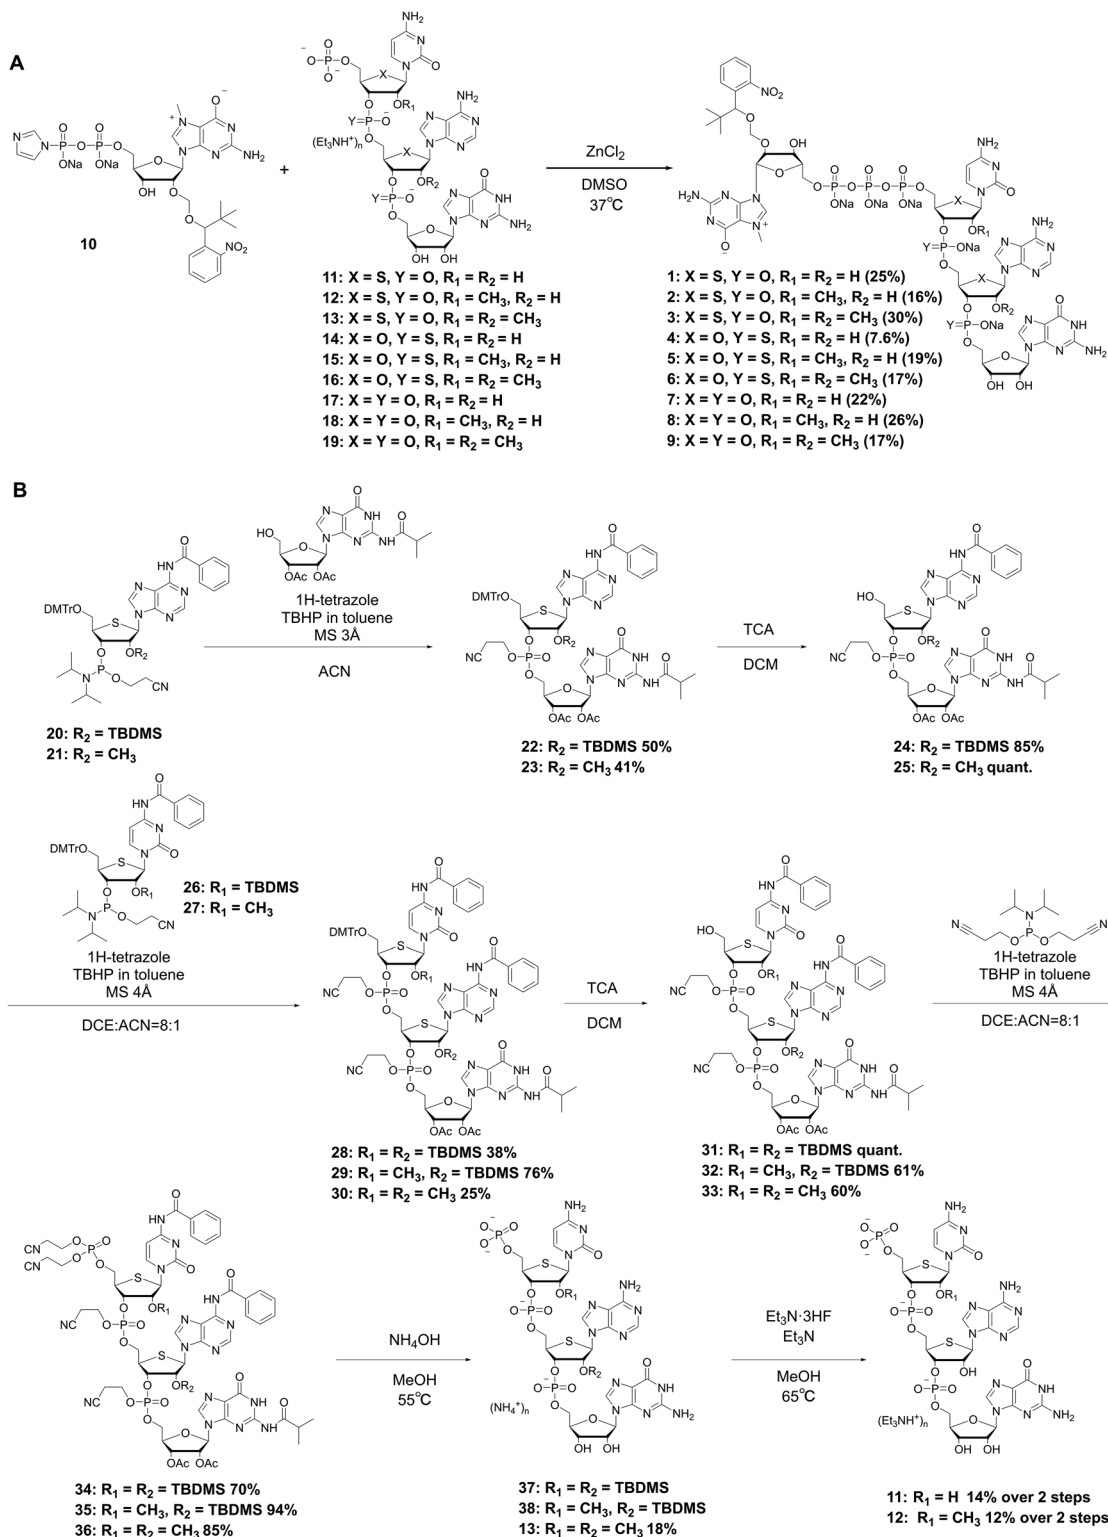 A
10
+
(Et3NH+)n
ZnCl2
DMSO
37°C
11: X = S, Y = O, R1 = R2 = H
12: X = S, Y = O, R1 = CH3, R2 = H
13: X = S, Y = O, R1 = R2 = CH3
14: X = O, Y = S, R1 = R2 = H
15: X = O, Y = S, R1 = CH3, R2 = H
16: X = O, Y = S, R1 = R2 = CH3
17: X = Y = O, R1 = R2 = H
18: X = Y = O, R1 = CH3, R2 = H
19: X = Y = O, R1 = R2 = CH3
1: X = S, Y = O, R1 = R2 = H (25%)
2: X = S, Y = O, R1 = CH3, R2 = H (16%)
3: X = S, Y = O, R1 = R2 = CH3 (30%)
4: X = O, Y = S, R1 = R2 = H (7.6%)
5: X = O, Y = S, R1 = CH3, R2 = H (19%)
6: X = O, Y = S, R1 = R2 = CH3 (17%)
7: X = Y = O, R1 = R2 = H (22%)
8: X = Y = O, R1 = CH3, R2 = H (26%)
9: X = Y = O, R1 = R2 = CH3 (17%)
B
20: R2 = TBDMS
21: R2 = CH3
1H-tetrazole
TBHP in toluene
MS 3Å
ACN
22: R2 = TBDMS 50%
23: R2 = CH3 41%
TCA
DCM
24: R2 = TBDMS 85%
25: R2 = CH3 quant.
26: R1 = TBDMS
27: R1 = CH3
1H-tetrazole
TBHP in toluene
MS 4Å
DCE:ACN=8:1
28: R1 = R2 = TBDMS 38%
29: R1 = CH3, R2 = TBDMS 76%
30: R1 = R2 = CH3 25%
TCA
DCM
31: R1 = R2 = TBDMS quant.
32: R1 = CH3, R2 = TBDMS 61%
33: R1 = R2 = CH3 60%
1H-tetrazole
TBHP in toluene
MS 4Å
DCE:ACN=8:1
34: R1 = R2 = TBDMS 70%
35: R1 = CH3, R2 = TBDMS 94%
36: R1 = R2 = CH3 85%
NH4OH
MeOH
55°C
(NH4+)n
37: R1 = R2 = TBDMS
38: R1 = CH3, R2 = TBDMS
13: R1 = R2 = CH3 18%
Et3N·3HF
Et3N
MeOH
65°C
(Et3NH+)n
11: R1 = H 14% over 2 steps
12: R1 = CH3 12% over 2 steps